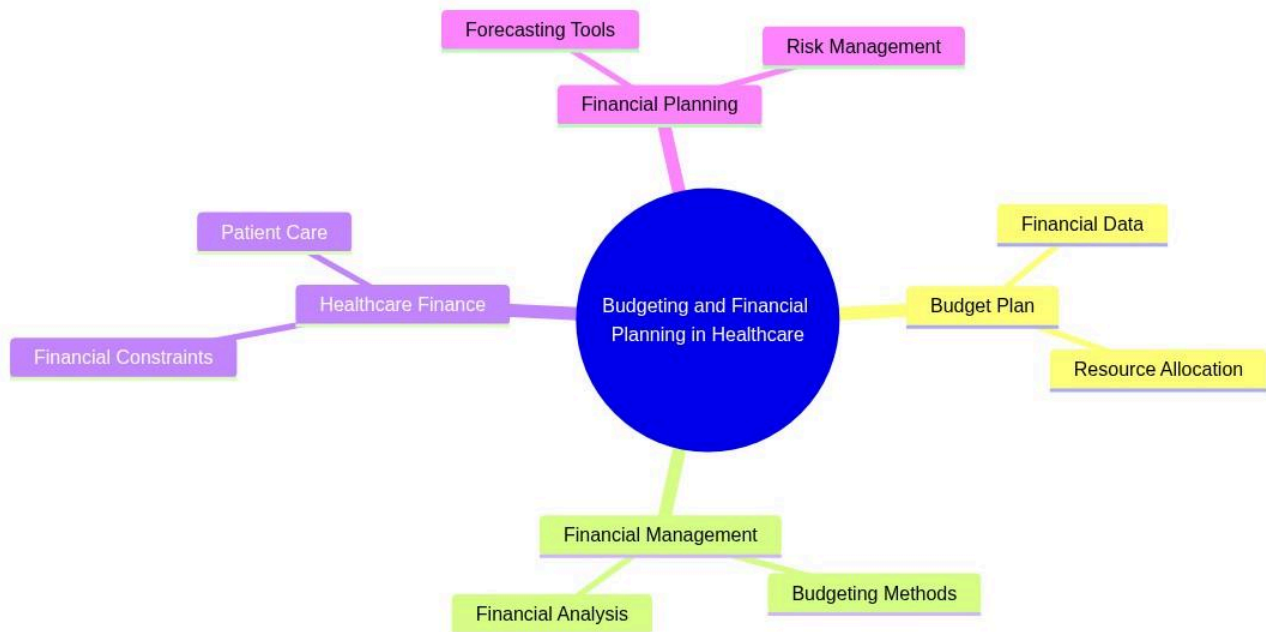 Forecasting Tools
Risk Management
Financial Planning
Patient Care
Healthcare Finance
Financial Constraints
Budgeting and Financial
Planning in Healthcare
Financial Data
Budget Plan
Resource Allocation
Financial Management
Financial Analysis
Budgeting Methods